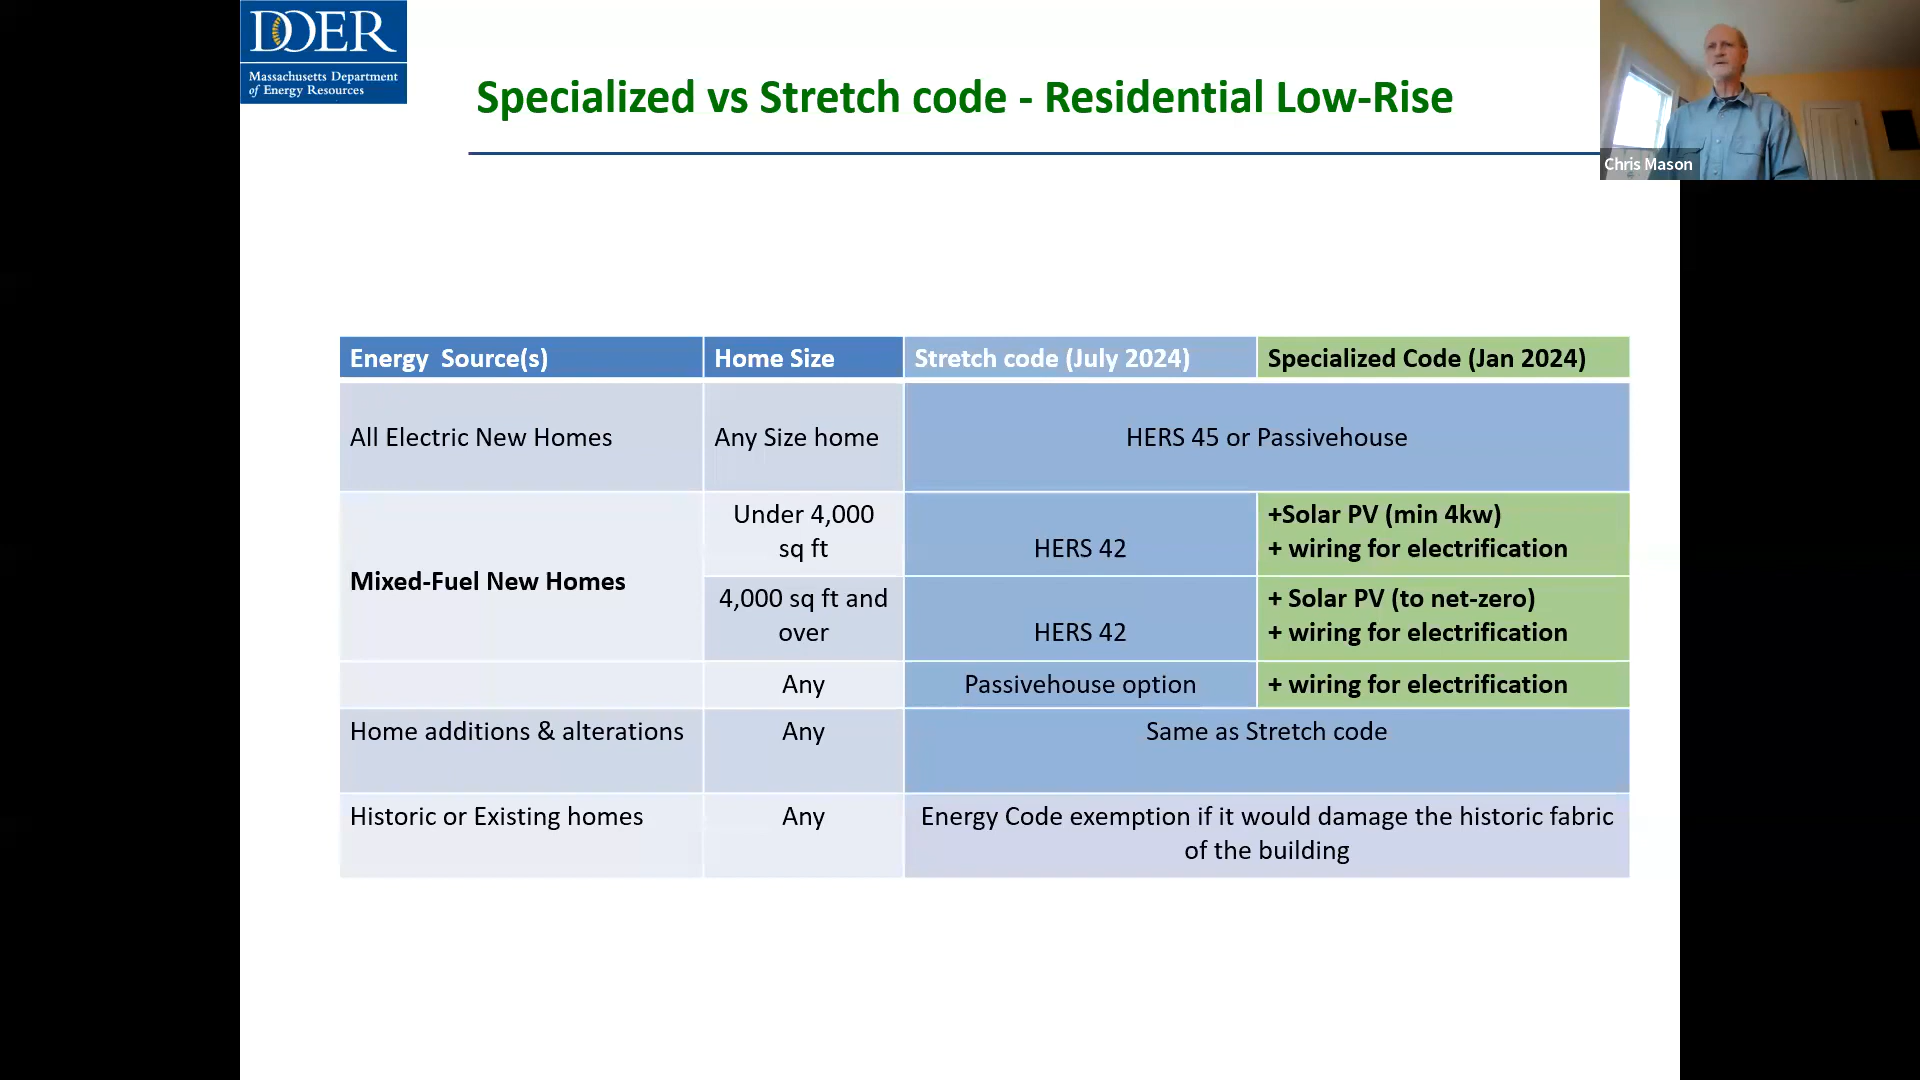 DOER
Massachusetts Department
of Energy Resources
Specialized vs Stretch code - Residential Low-Rise
Chris Mason
Energy Source(s)
Home Size
Stretch code (July 2024)
Specialized Code (Jan 2024)
All Electric New Homes
Any Size home
HERS 45 or Passivehouse
Mixed-Fuel New Homes
Under 4,000
sq ft
HERS 42
+Solar PV (min 4kw)
+ wiring for electrification
4,000 sq ft and
over
HERS 42
+ Solar PV (to net-zero)
+ wiring for electrification
Any
Passivehouse option
+ wiring for electrification
Home additions & alterations
Any
Same as Stretch code
Historic or Existing homes
Any
Energy Code exemption if it would damage the historic fabric
of the building